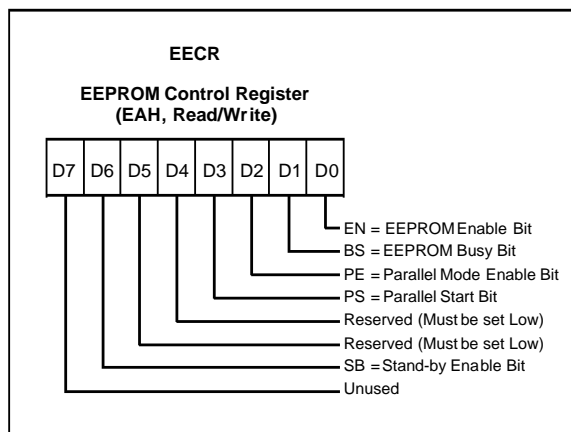 EECR
EEPROM Control Register
(EAH, Read/Write)
D7 D6 D5 D4 D3 D2 D1 D0
EN = EEPROM Enable Bit
BS = EEPROM Busy Bit
PE = Parallel Mode Enable Bit
PS = Parallel Start Bit
Reserved (Must be set Low)
Reserved (Must be set Low)
SB = Stand-by Enable Bit
Unused